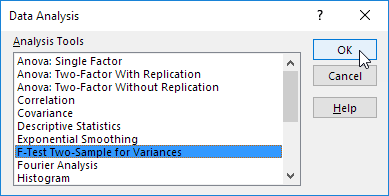 Data Analysis
?
Analysis Tools
OK
Anova: Single Factor
Anova: Two-Factor With Replication
Cancel
Anova: Two-Factor Without Replication
Correlation
Covariance
Help
Descriptive Statistics
Exponential Smoothing
F-Test Two-Sample for Variances
Fourier Analysis
Histogram